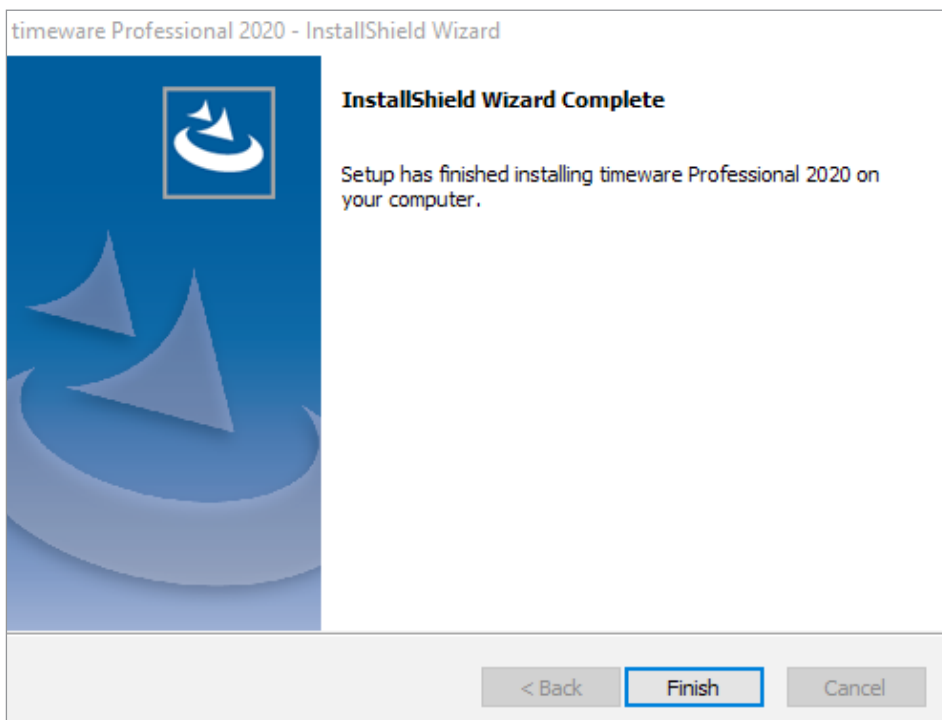 timeware Professional 2020 - InstallShield Wizard
InstallShield Wizard Complete
Setup has finished installing timeware Professional 2020 on
your computer.
< Back
Finish
Cancel